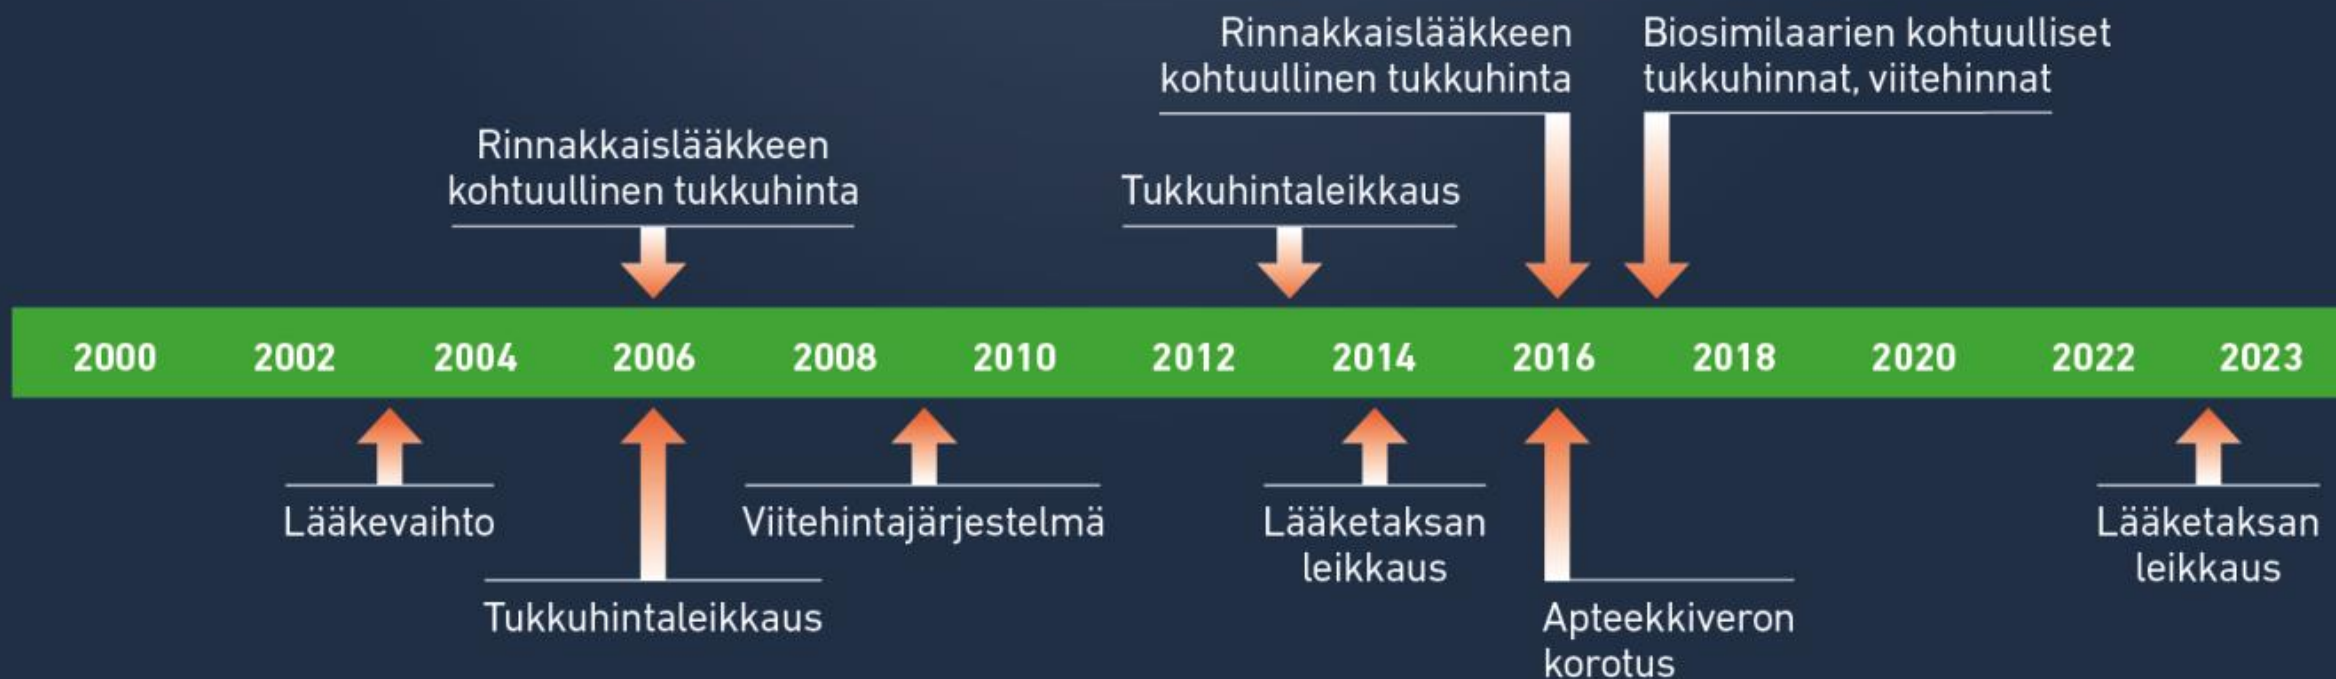 Rinnakkaislääkkeen
kohtuullinen tukkuhinta
Biosimilaarien kohtuulliset
tukkuhinnat, viitehinnat
Rinnakkaislääkkeen
kohtuullinen tukkuhinta
Tukkuhintaleikkaus
2000 2002 2004 2006 2008 2010 2012 2014 2016 2018 2020 2022 2023
Lääkevaihto
Viitehintajärjestelmä
Lääketaksan
leikkaus
Lääketaksan
leikkaus
Tukkuhintaleikkaus
Apteekkiveron
korotus